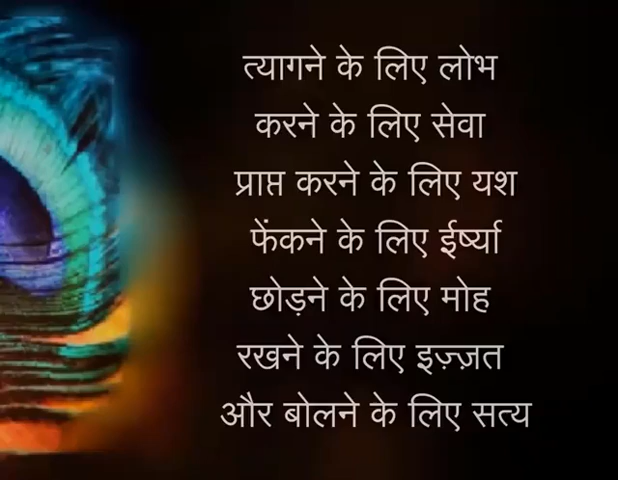 त्यागने के लिए लोभ
करने के लिए सेवा
प्राप्त करने के लिए यश
फेंकने के लिए ईर्ष्या
छोड़ने के लिए मोह
रखने के लिए इज़्ज़त
और बोलने के लिए सत्य